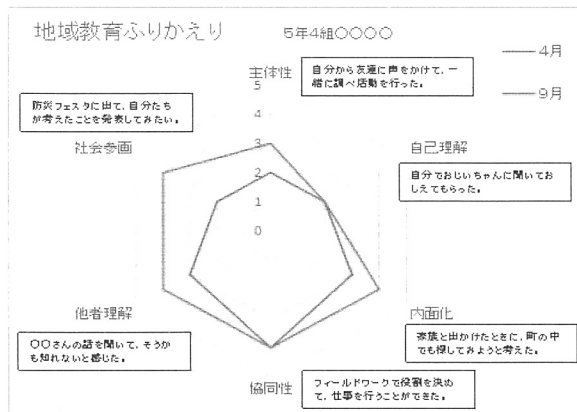 地域教育ふりかえり
5年4組○○○○
4月
9月
主体性
自分から友達に声をかけて、一
緒に調べ活動を行った。
防災フェスタに出て、自分たち
が考えたことを発表してみたい。
社会参画
自己理解
自分でおじいちゃんに聞いてお
しえてもらった。
5
4
3
2
1
0
他者理解
〇〇さんの話を聞いて、そうか
も知れないと感じた。
内面化
家族と出かけたときに、町の中
でも探してみようと考えた。
協同性
フィールドワークで役割を決め
て、仕事を行うことができた。